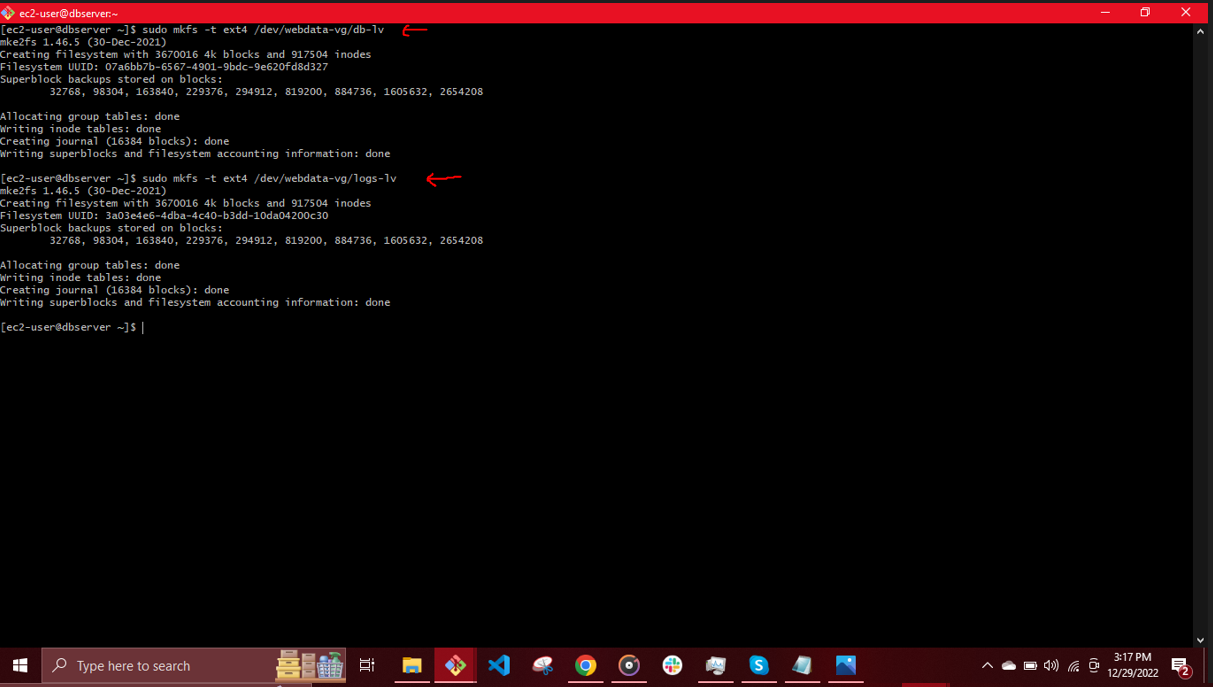 ec2-user@dbserver:~
[ec2-user@dbserver ~]$ sudo mkfs -t ext4 /dev/webdata-vg/db-lv
mke2fs 1.46.5 (30-Dec-2021)
Creating filesystem with 3670016 4k blocks and 917504 inodes
Filesystem UUID: 07a6bb7b-6567-4901-9bdc-9e620fd8d327
Superblock backups stored on blocks:
        32768, 98304, 163840, 229376, 294912, 819200, 884736, 1605632, 2654208
Allocating group tables: done
Writing inode tables: done
Creating journal (16384 blocks): done
Writing superblocks and filesystem accounting information: done
[ec2-user@dbserver ~]$ sudo mkfs -t ext4 /dev/webdata-vg/logs-lv
mke2fs 1.46.5 (30-Dec-2021)
Creating filesystem with 3670016 4k blocks and 917504 inodes
Filesystem UUID: 3a03e4e6-4dba-4c40-b3dd-10da04200c30
Superblock backups stored on blocks:
        32768, 98304, 163840, 229376, 294912, 819200, 884736, 1605632, 2654208
Allocating group tables: done
Writing inode tables: done
Creating journal (16384 blocks): done
Writing superblocks and filesystem accounting information: done
[ec2-user@dbserver ~]$
Type here to search
3:17 PM
12/29/2022
2